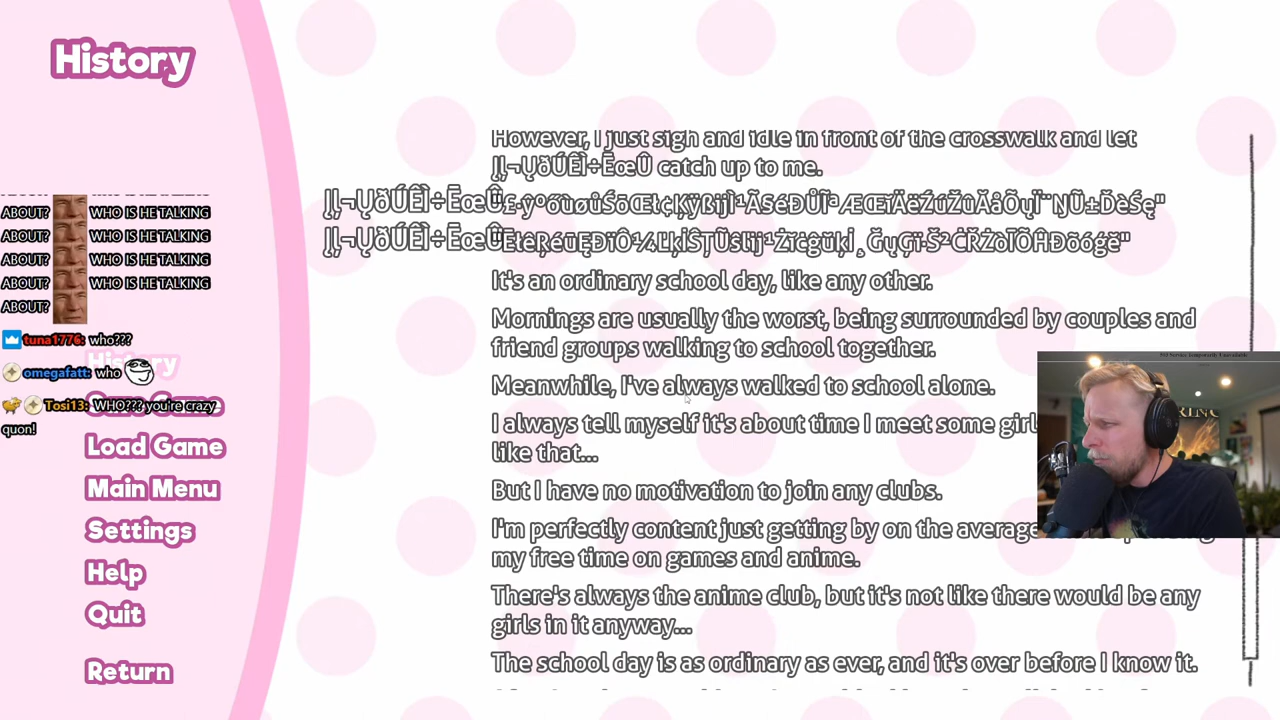 History
However, I just sigh and idle in front of the crosswalk and let
catch up to me.
It's an ordinary school day, like any other.
Mornings are usually the worst, being surrounded by couples and
friend groups walking to school together.
Meanwhile, I've always walked to school alone.
I always tell myself it's about time I meet some
like that...
But I have no motivation to join any clubs.
I'm perfectly content just getting by on the average
my free time on games and anime.
There's always the anime club, but it's not like there would be any
girls in it anyway...
The school day is as ordinary as ever, and it's over before I know it.
ABOUT? WHO IS HE TALKING
ABOUT? WHO IS HE TALKING
ABOUT? WHO IS HE TALKING
ABOUT? WHO IS HE TALKING
ABOUT?
tuna1776: who???
History
omegafatt: who
Tosi13: WHO??? you're crazy
quon!
Load Game
Main Menu
Settings
Help
Quit
Return